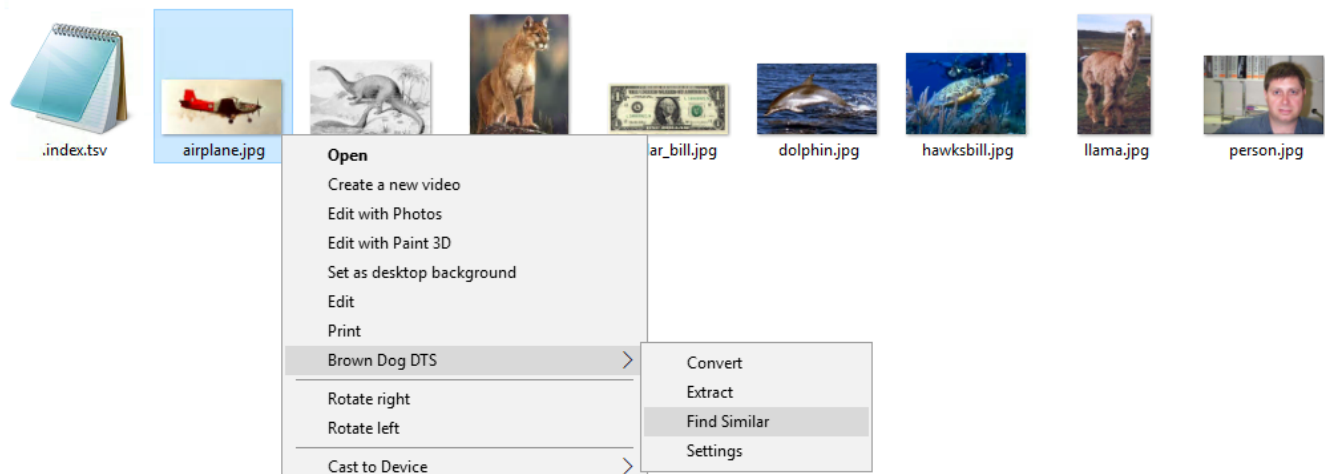 .index.tsv
airplane.jpg
lar_bill.jpg
dolphin.jpg
hawksbill.jpg
llama.jpg
person.jpg
Open
Create a new video
Edit with Photos
Edit with Paint 3D
Set as desktop background
Edit
Print
Brown Dog DTS
Rotate right
Rotate left
Cast to Device
Convert
Extract
Find Similar
Settings